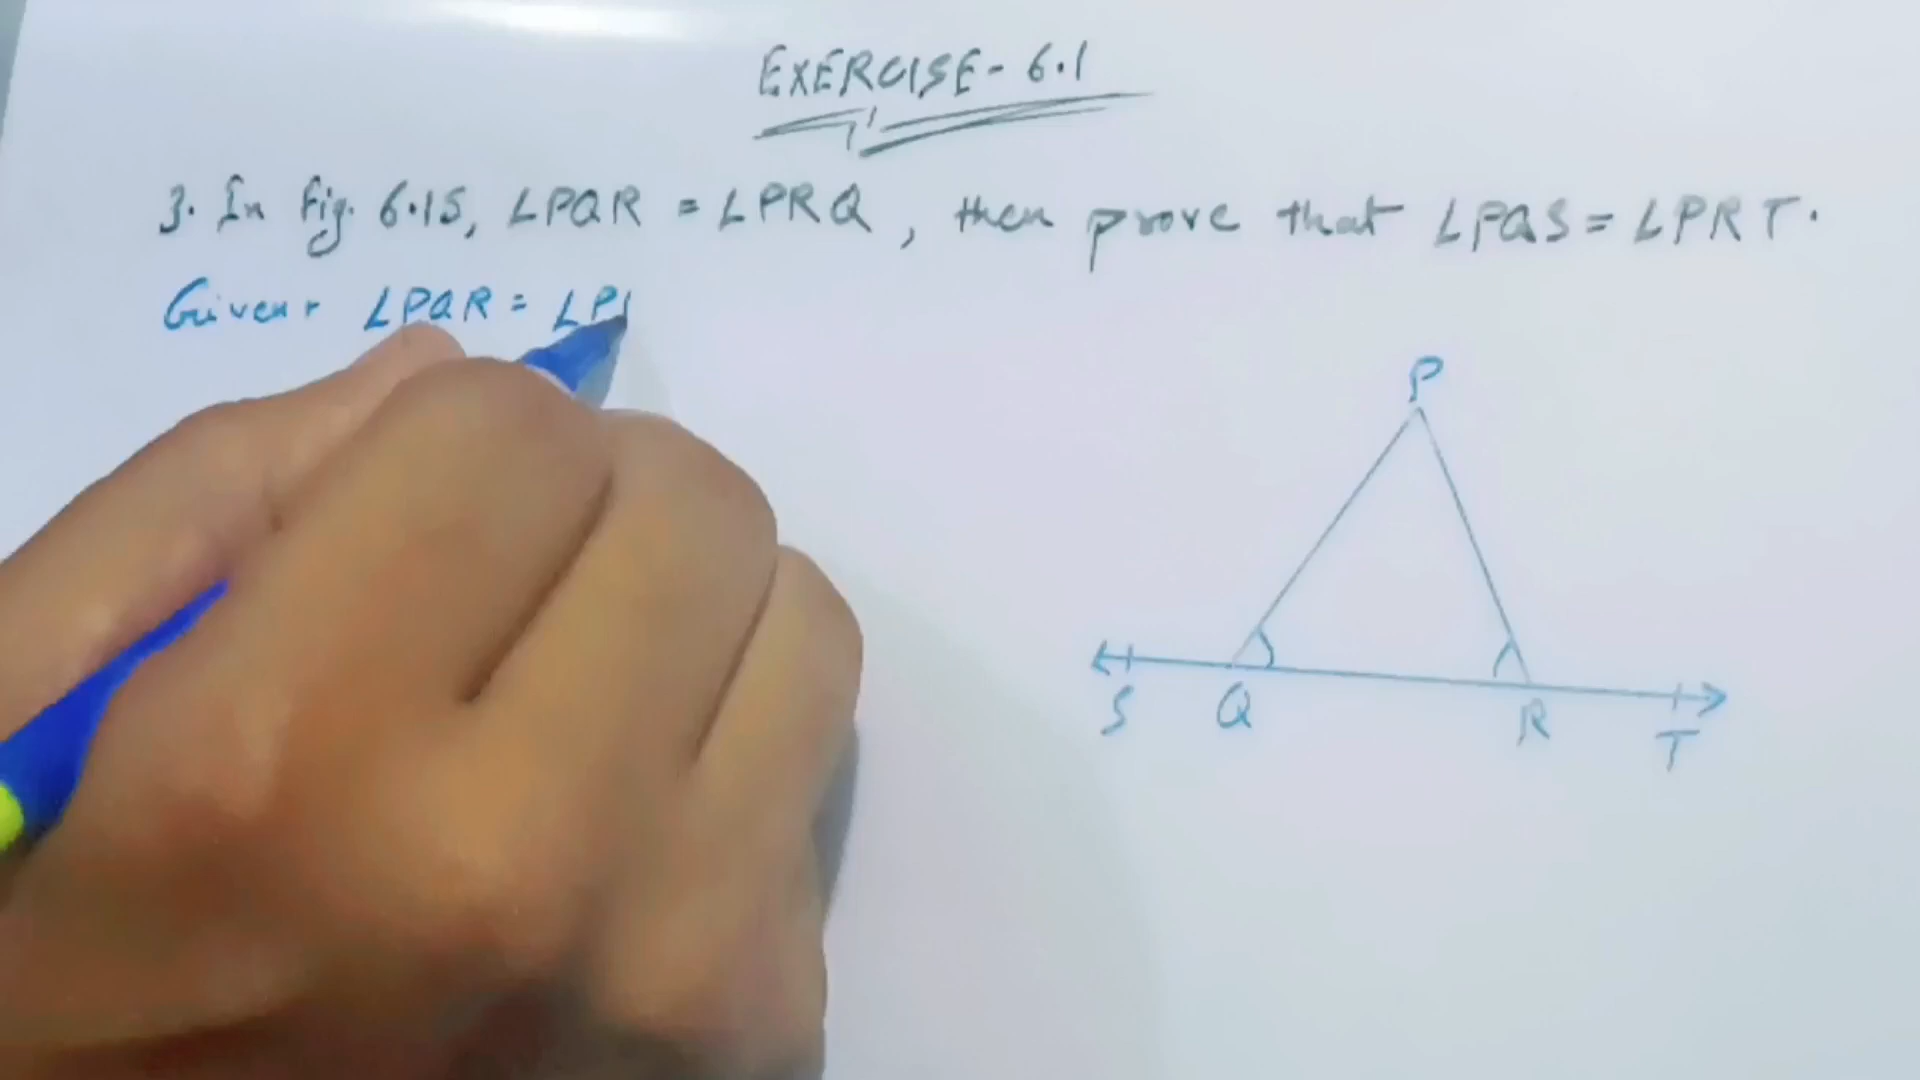 EXERCISE - 6.1
3. In fig. 6.15, ∠PQR = ∠PRQ, then prove that ∠PQS = ∠PRT.
Given: ∠PQR = ∠P
P
S Q R T